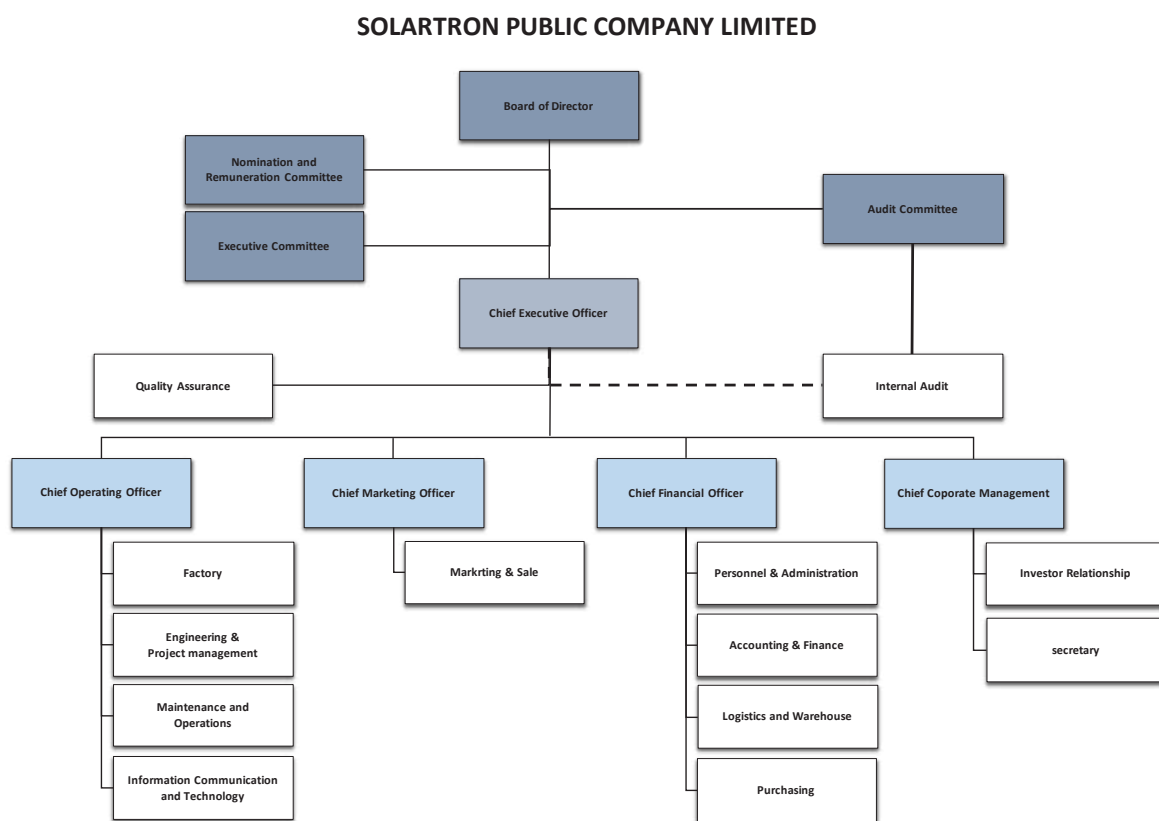 SOLARTRON PUBLIC COMPANY LIMITED
Board of Director
Nomination and
Remuneration Committee
Audit Committee
Executive Committee
Chief Executive Officer
Quality Assurance
Internal Audit
Chief Operating Officer
Chief Marketing Officer
Chief Financial Officer
Chief Coporate Management
Factory
Markrting & Sale
Personnel & Administration
Investor Relationship
Engineering &
Project management
Accounting & Finance
secretary
Maintenance and
Operations
Logistics and Warehouse
Information Communication
and Technology
Purchasing